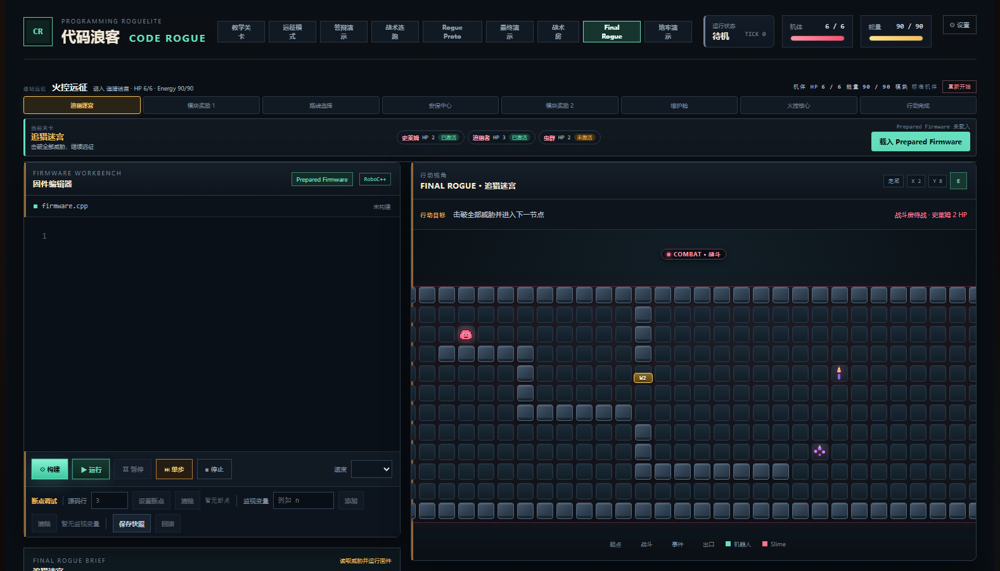 CR
PROGRAMMING ROGUELITE
代码浪客 CODE ROGUE
教学关卡
远征模式
答辩演示
战术连跑
Rogue Proto
最终演示
战术房
Final Rogue
地牢演示
运行状态
待机
TICK 0
机体 6 / 6
能量 90 / 90
⚙ 设置
逐站远征 火控远征 进入 追猎迷宫 · HP 6/6 · Energy 90/90
机体 HP 6 / 6 能量 90 / 90 模块 标准机体
重新开始
追猎迷宫
模块奖励 1
路线选择
安保中心
模块奖励 2
维护舱
火控核心
行动完成
当前关卡
追猎迷宫
击破全部威胁，继续远征
史莱姆 HP 2 已激活
追猎者 HP 3 已激活
虫群 HP 2 未激活
Prepared Firmware 未载入
载入 Prepared Firmware
FIRMWARE WORKBENCH
固件编辑器
Prepared Firmware
RoboC++
firmware.cpp
未构建
1
⚙ 构建
▶ 运行
⏸ 暂停
⏭ 单步
■ 停止
速度
断点调试
源码行
3
设置断点
清除
暂无断点
监视变量
例如 n
添加
清除
暂无监视变量
保存快照
回滚
FINAL ROGUE BRIEF
读取威胁并运行固件
追猎迷宫
行动视角
FINAL ROGUE • 追猎迷宫
走廊
X 2
Y 8
E
行动目标 击破全部威胁并进入下一节点
战斗房待战 · 史莱姆 2 HP
COMBAT • 战斗
W2
起点
战斗
事件
出口
机器人
Slime